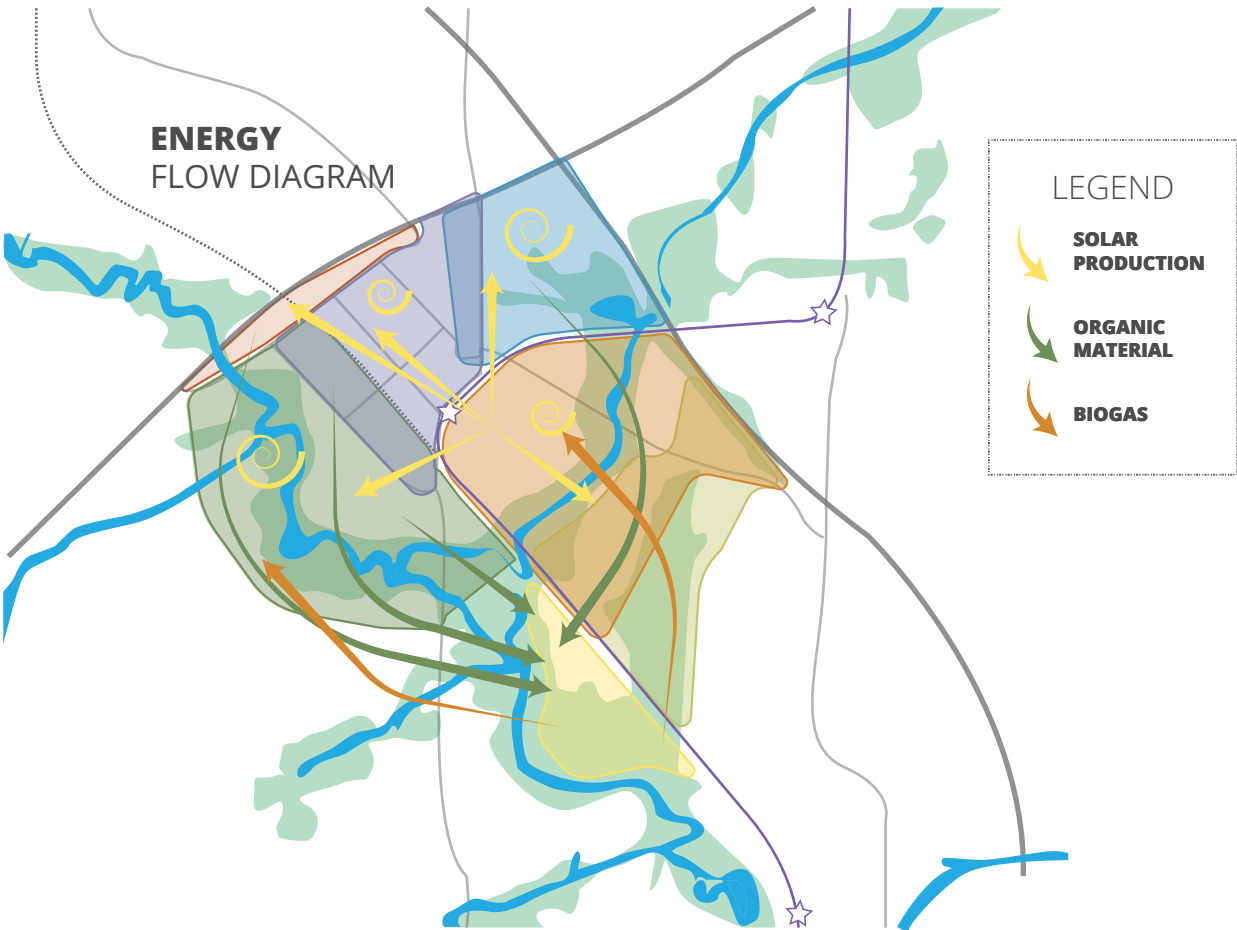 ENERGY
FLOW DIAGRAM
LEGEND
SOLAR
PRODUCTION
ORGANIC
MATERIAL
BIOGAS